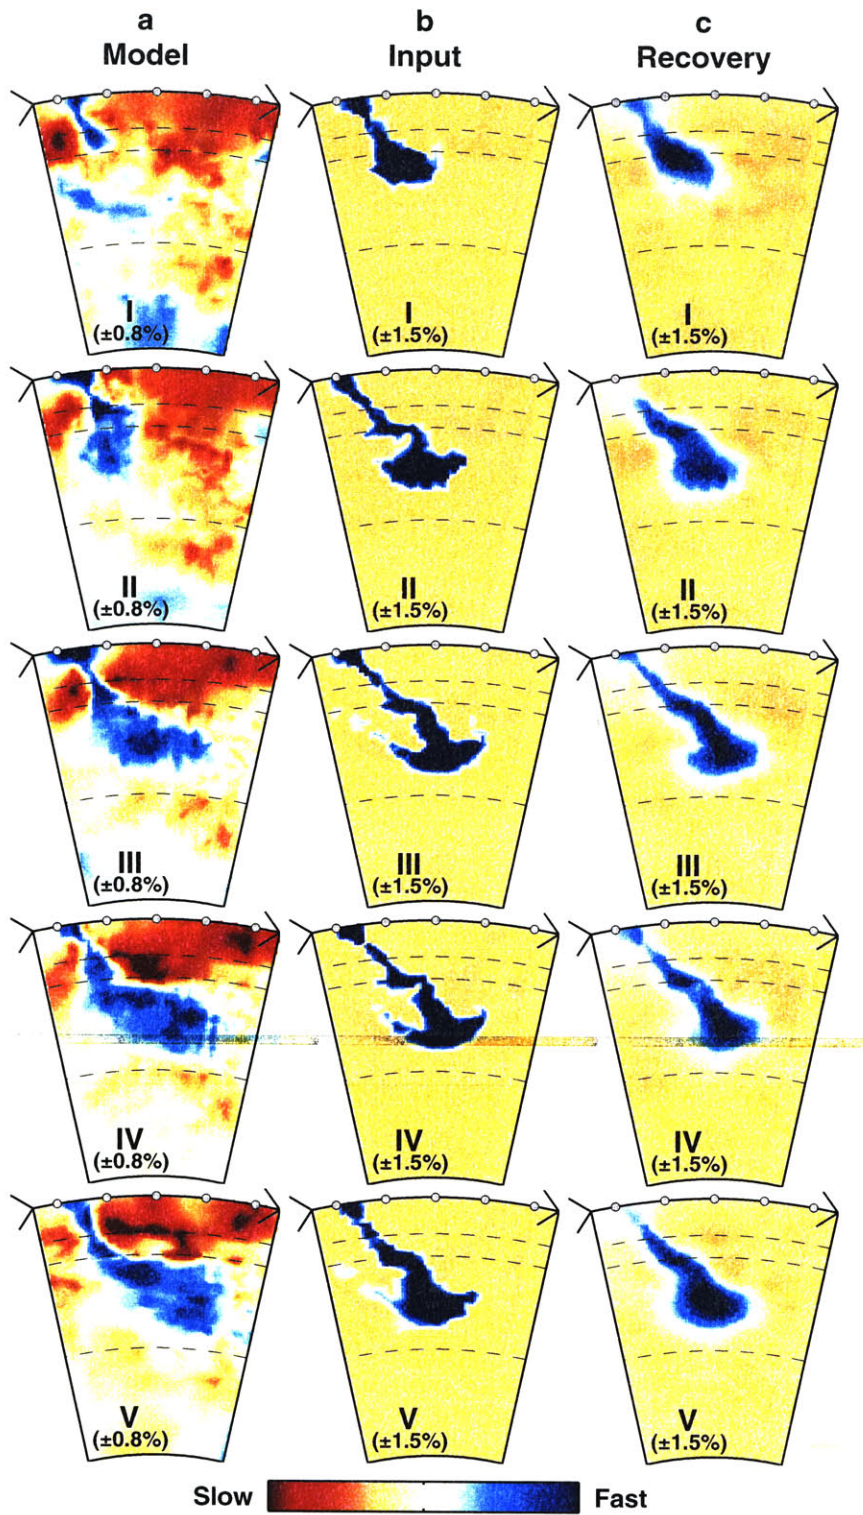 a b c
Model Input Recovery
I I I
(±0.8%) (±1.5%) (±1.5%)
II II II
(±0.8%) (±1.5%) (±1.5%)
III III III
(±0.8%) (±1.5%) (±1.5%)
IV IV IV
(±0.8%) (±1.5%) (±1.5%)
V V V
(±0.8%) (±1.5%) (±1.5%)
Slow Fast